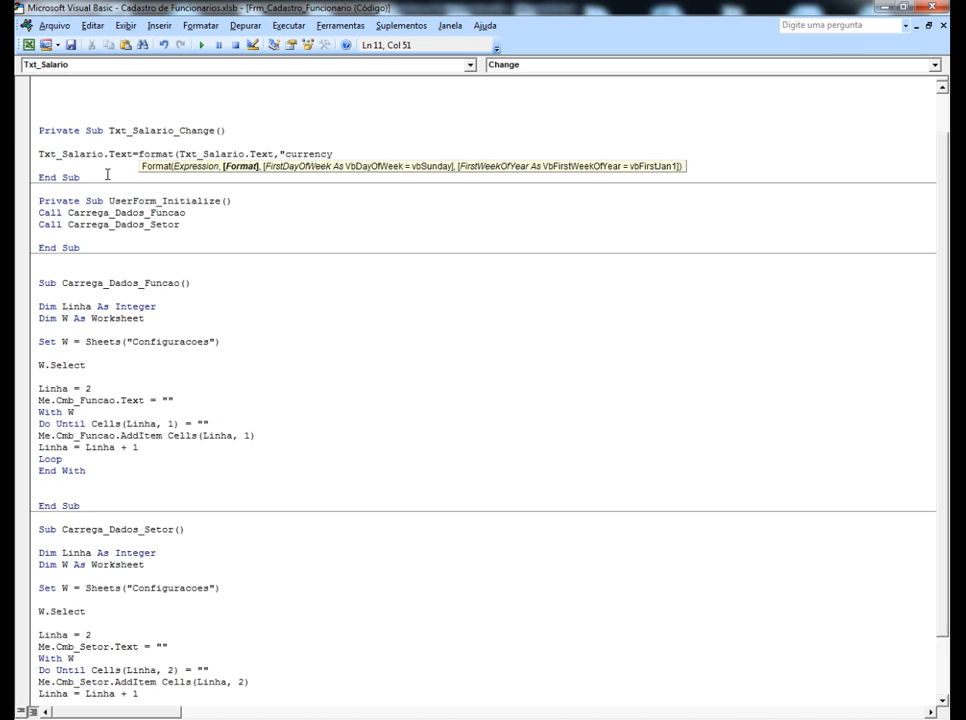 Microsoft Visual Basic - Cadastro de Funcionarios.xlsb - [Frm_Cadastro_Funcionario (Código)]
Arquivo Editar Exibir Inserir Formatar Depurar Executar Ferramentas Suplementos Ajuda Digite uma pergunta
Ln 11, Col 51
Txt_Salario Change
Private Sub Txt_Salario_Change()
Txt_Salario.Text=format(Txt_Salario.Text,"currency
Format(Expression, [Format], [FirstDayOfWeek As VbDayOfWeek = vbSunday], [FirstWeekOfYear As VbFirstWeekOfYear = vbFirstJan1])
End Sub
Private Sub UserForm_Initialize()
Call Carrega_Dados_Funcao
Call Carrega_Dados_Setor
End Sub
Sub Carrega_Dados_Funcao()
Dim Linha As Integer
Dim W As Worksheet
Set W = Sheets("Configuracoes")
W.Select
Linha = 2
Me.Cmb_Funcao.Text = ""
With W
Do Until Cells(Linha, 1) = ""
Me.Cmb_Funcao.AddItem Cells(Linha, 1)
Linha = Linha + 1
Loop
End With
End Sub
Sub Carrega_Dados_Setor()
Dim Linha As Integer
Dim W As Worksheet
Set W = Sheets("Configuracoes")
W.Select
Linha = 2
Me.Cmb_Setor.Text = ""
With W
Do Until Cells(Linha, 2) = ""
Me.Cmb_Setor.AddItem Cells(Linha, 2)
Linha = Linha + 1